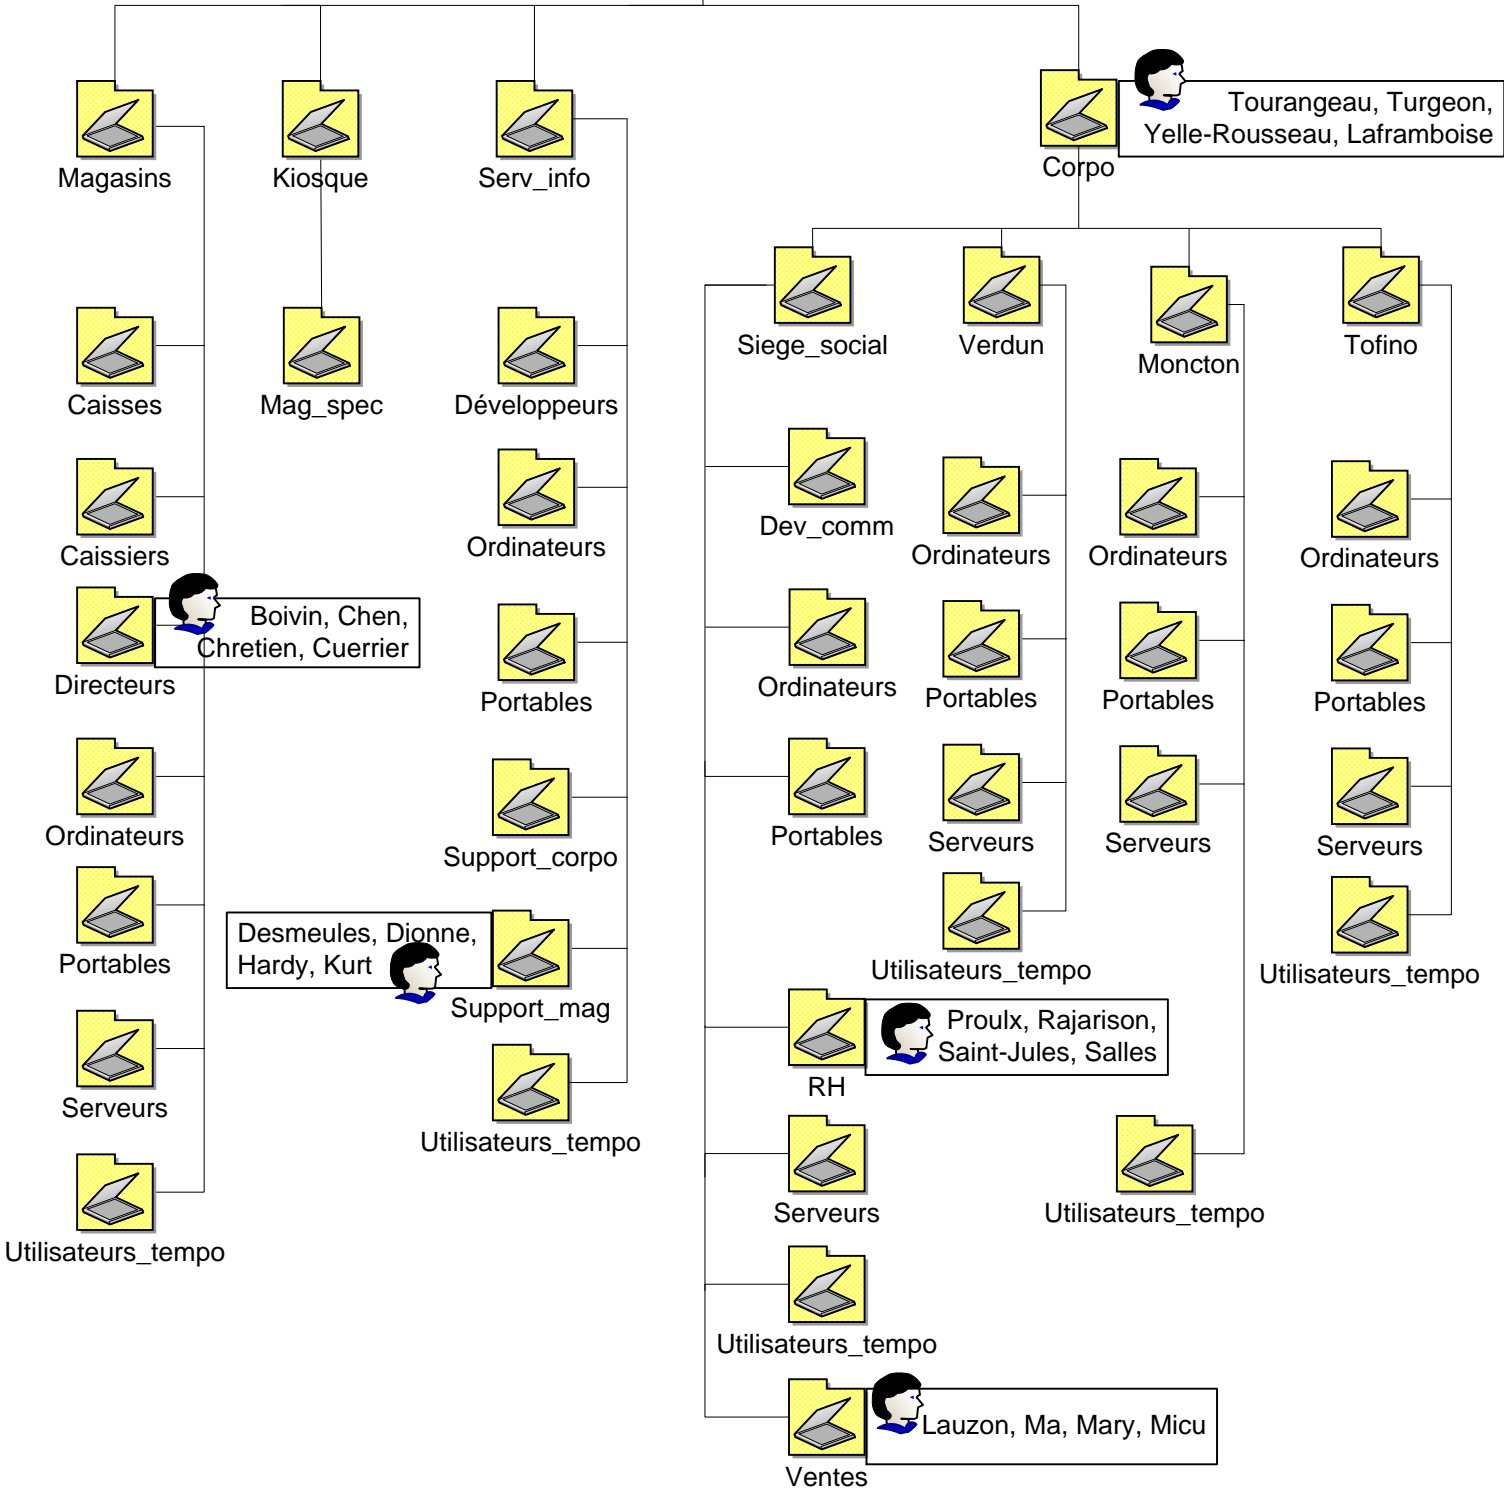 Magasins
Kiosque
Serv_info
Corpo
Tourangeau, Turgeon,
Yelle-Rousseau, Laframboise
Siege_social
Verdun
Moncton
Tofino
Caisses
Mag_spec
Développeurs
Caissiers
Ordinateurs
Dev_comm
Ordinateurs
Ordinateurs
Ordinateurs
Directeurs
Boivin, Chen,
Chretien, Cuerrier
Portables
Ordinateurs
Portables
Portables
Portables
Ordinateurs
Support_corpo
Portables
Serveurs
Serveurs
Serveurs
Portables
Desmeules, Dionne,
Hardy, Kurt
Support_mag
Utilisateurs_tempo
Utilisateurs_tempo
RH
Proulx, Rajarison,
Saint-Jules, Salles
Serveurs
Utilisateurs_tempo
Serveurs
Utilisateurs_tempo
Utilisateurs_tempo
Utilisateurs_tempo
Ventes
Lauzon, Ma, Mary, Micu